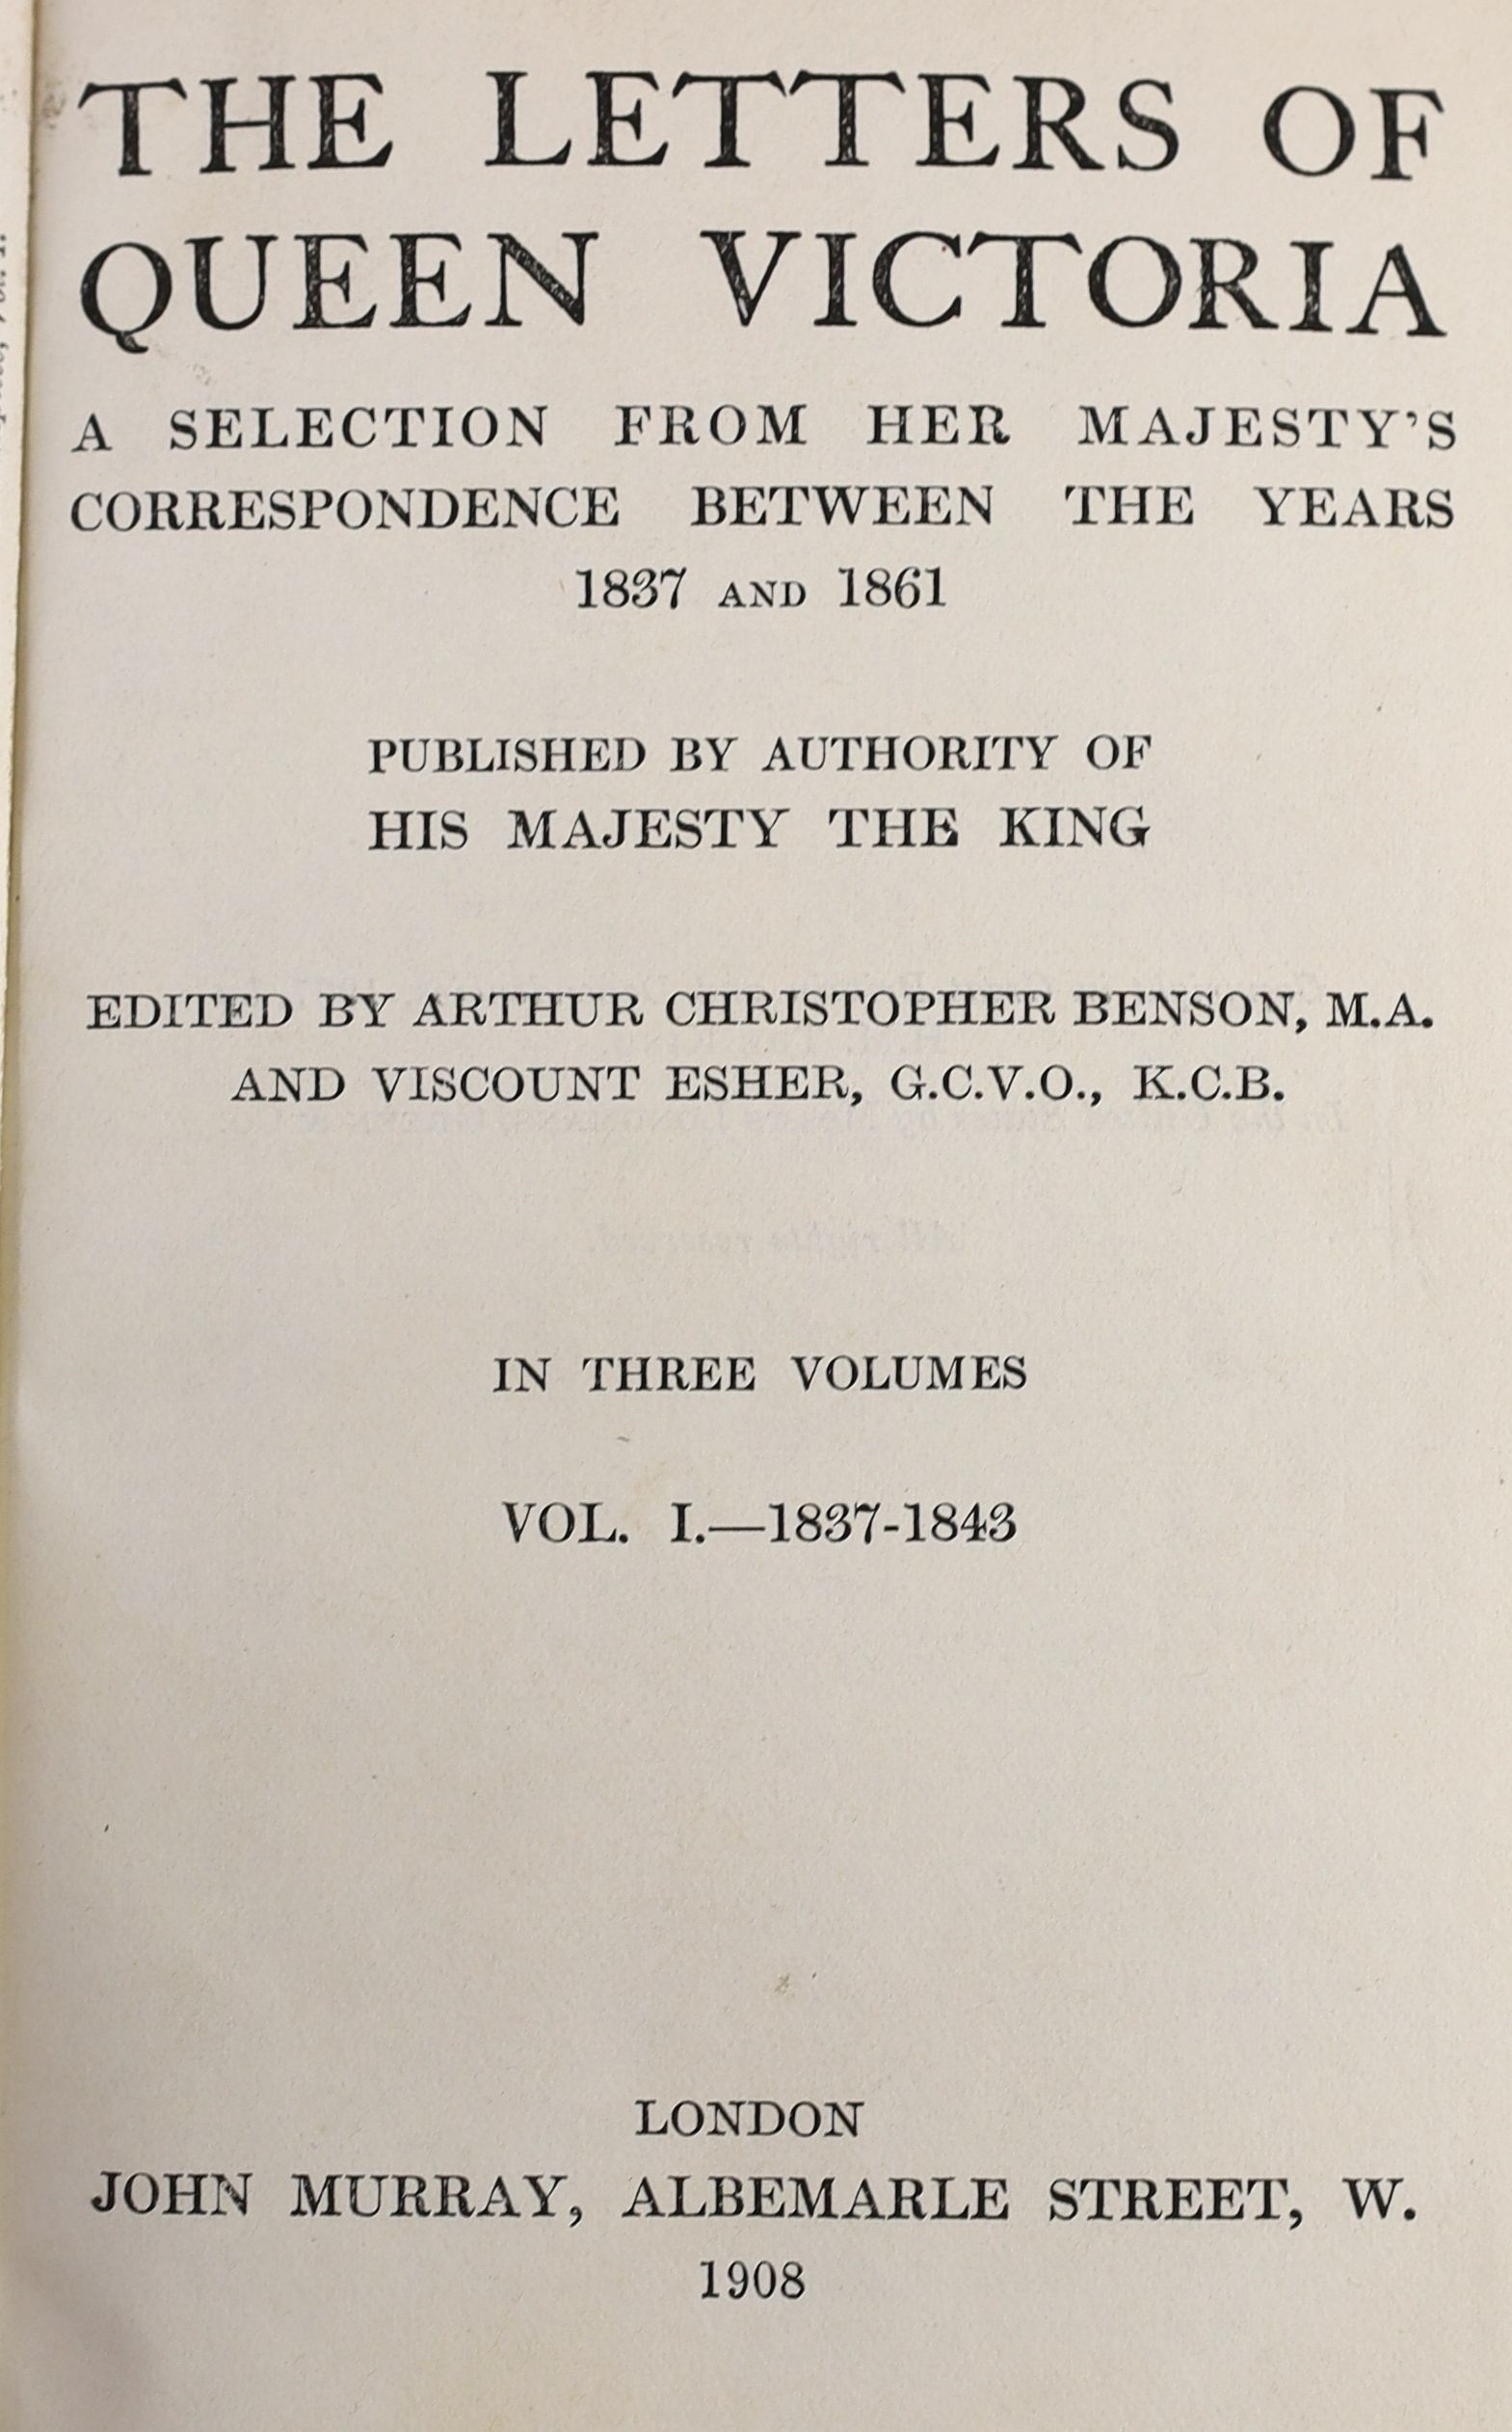 THE LETTERS OF
QUEEN VICTORIA
A SELECTION FROM HER MAJESTY'S
CORRESPONDENCE BETWEEN THE YEARS
1837 AND 1861
PUBLISHED BY AUTHORITY OF
HIS MAJESTY THE KING
EDITED BY ARTHUR CHRISTOPHER BENSON, M.A.
AND VISCOUNT ESHER, G.C.V.O., K.C.B.
IN THREE VOLUMES
VOL. I.—1837-1843
LONDON
JOHN MURRAY, ALBEMARLE STREET, W.
1908